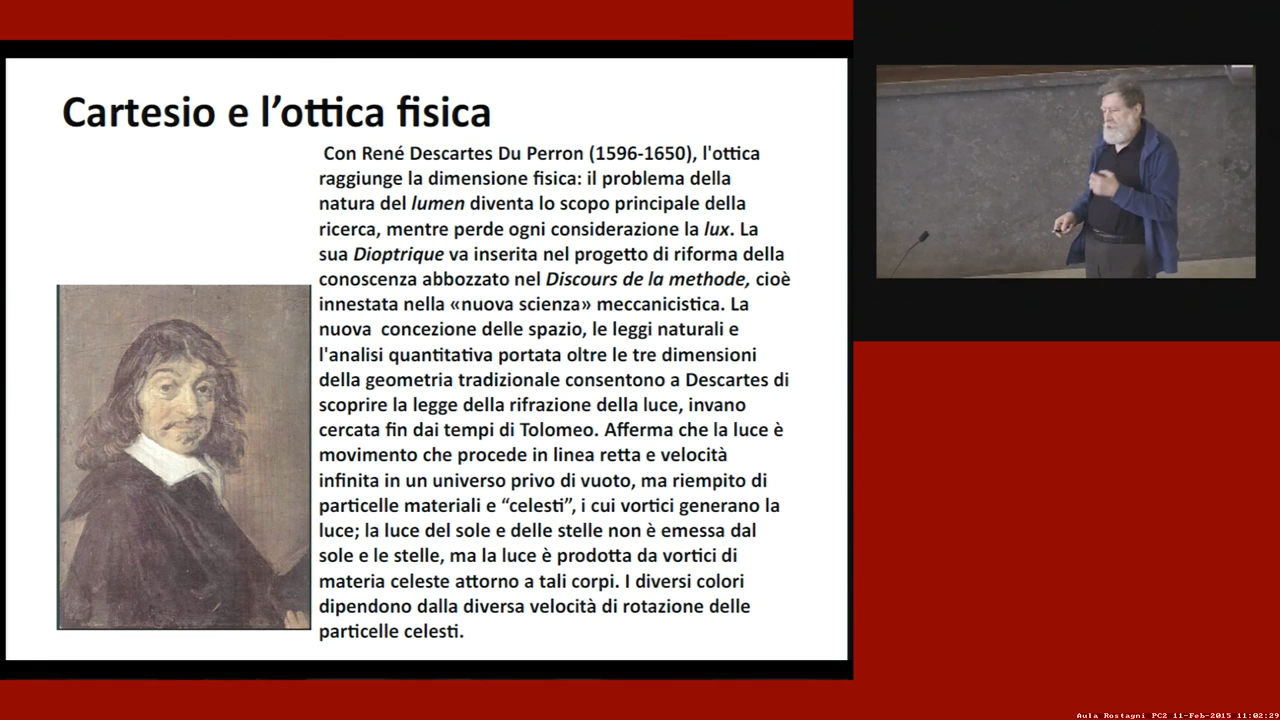 Cartesio e l’ottica fisica
Con René Descartes Du Perron (1596-1650), l'ottica
raggiunge la dimensione fisica: il problema della
natura del lumen diventa lo scopo principale della
ricerca, mentre perde ogni considerazione la lux. La
sua Dioptrique va inserita nel progetto di riforma della
conoscenza abbozzato nel Discours de la methode, cioè
innestata nella «nuova scienza» meccanicistica. La
nuova  concezione delle spazio, le leggi naturali e
l'analisi quantitativa portata oltre le tre dimensioni
della geometria tradizionale consentono a Descartes di
scoprire la legge della rifrazione della luce, invano
cercata fin dai tempi di Tolomeo. Afferma che la luce è
movimento che procede in linea retta e velocità
infinita in un universo privo di vuoto, ma riempito di
particelle materiali e “celesti”, i cui vortici generano la
luce; la luce del sole e delle stelle non è emessa dal
sole e le stelle, ma la luce è prodotta da vortici di
materia celeste attorno a tali corpi. I diversi colori
dipendono dalla diversa velocità di rotazione delle
particelle celesti.
Aula Rostagni PC2 11-Feb-2015 11:02:29